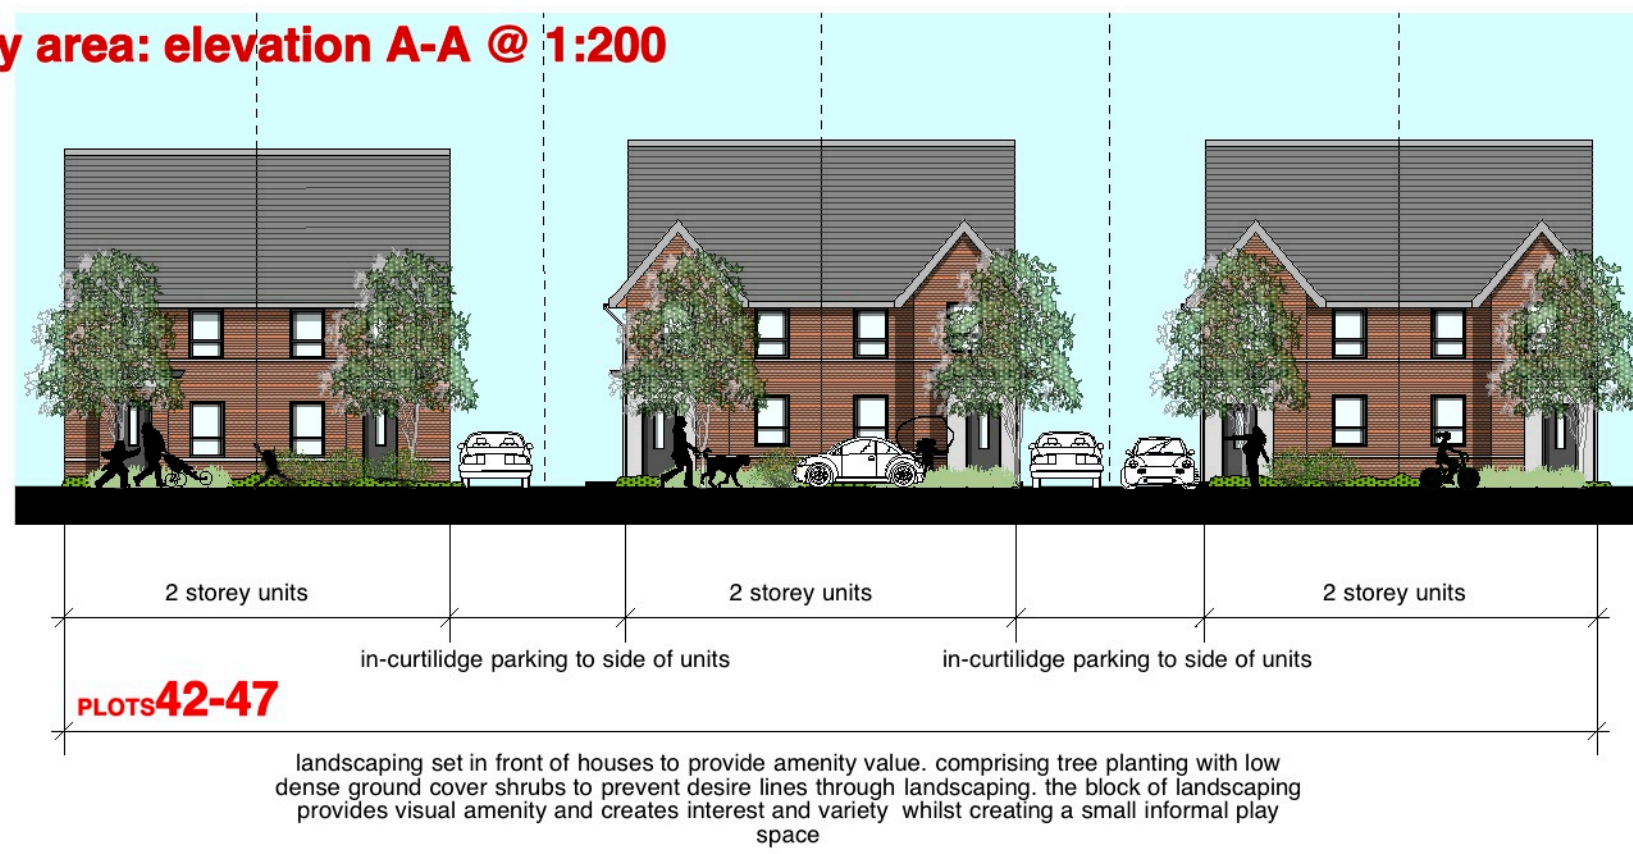 y area: elevation A-A @ 1:200
2 storey units
2 storey units
2 storey units
in-curtilidge parking to side of units
in-curtilidge parking to side of units
PLOTS42-47
landscaping set in front of houses to provide amenity value. comprising tree planting with low
dense ground cover shrubs to prevent desire lines through landscaping. the block of landscaping
provides visual amenity and creates interest and variety whilst creating a small informal play
space